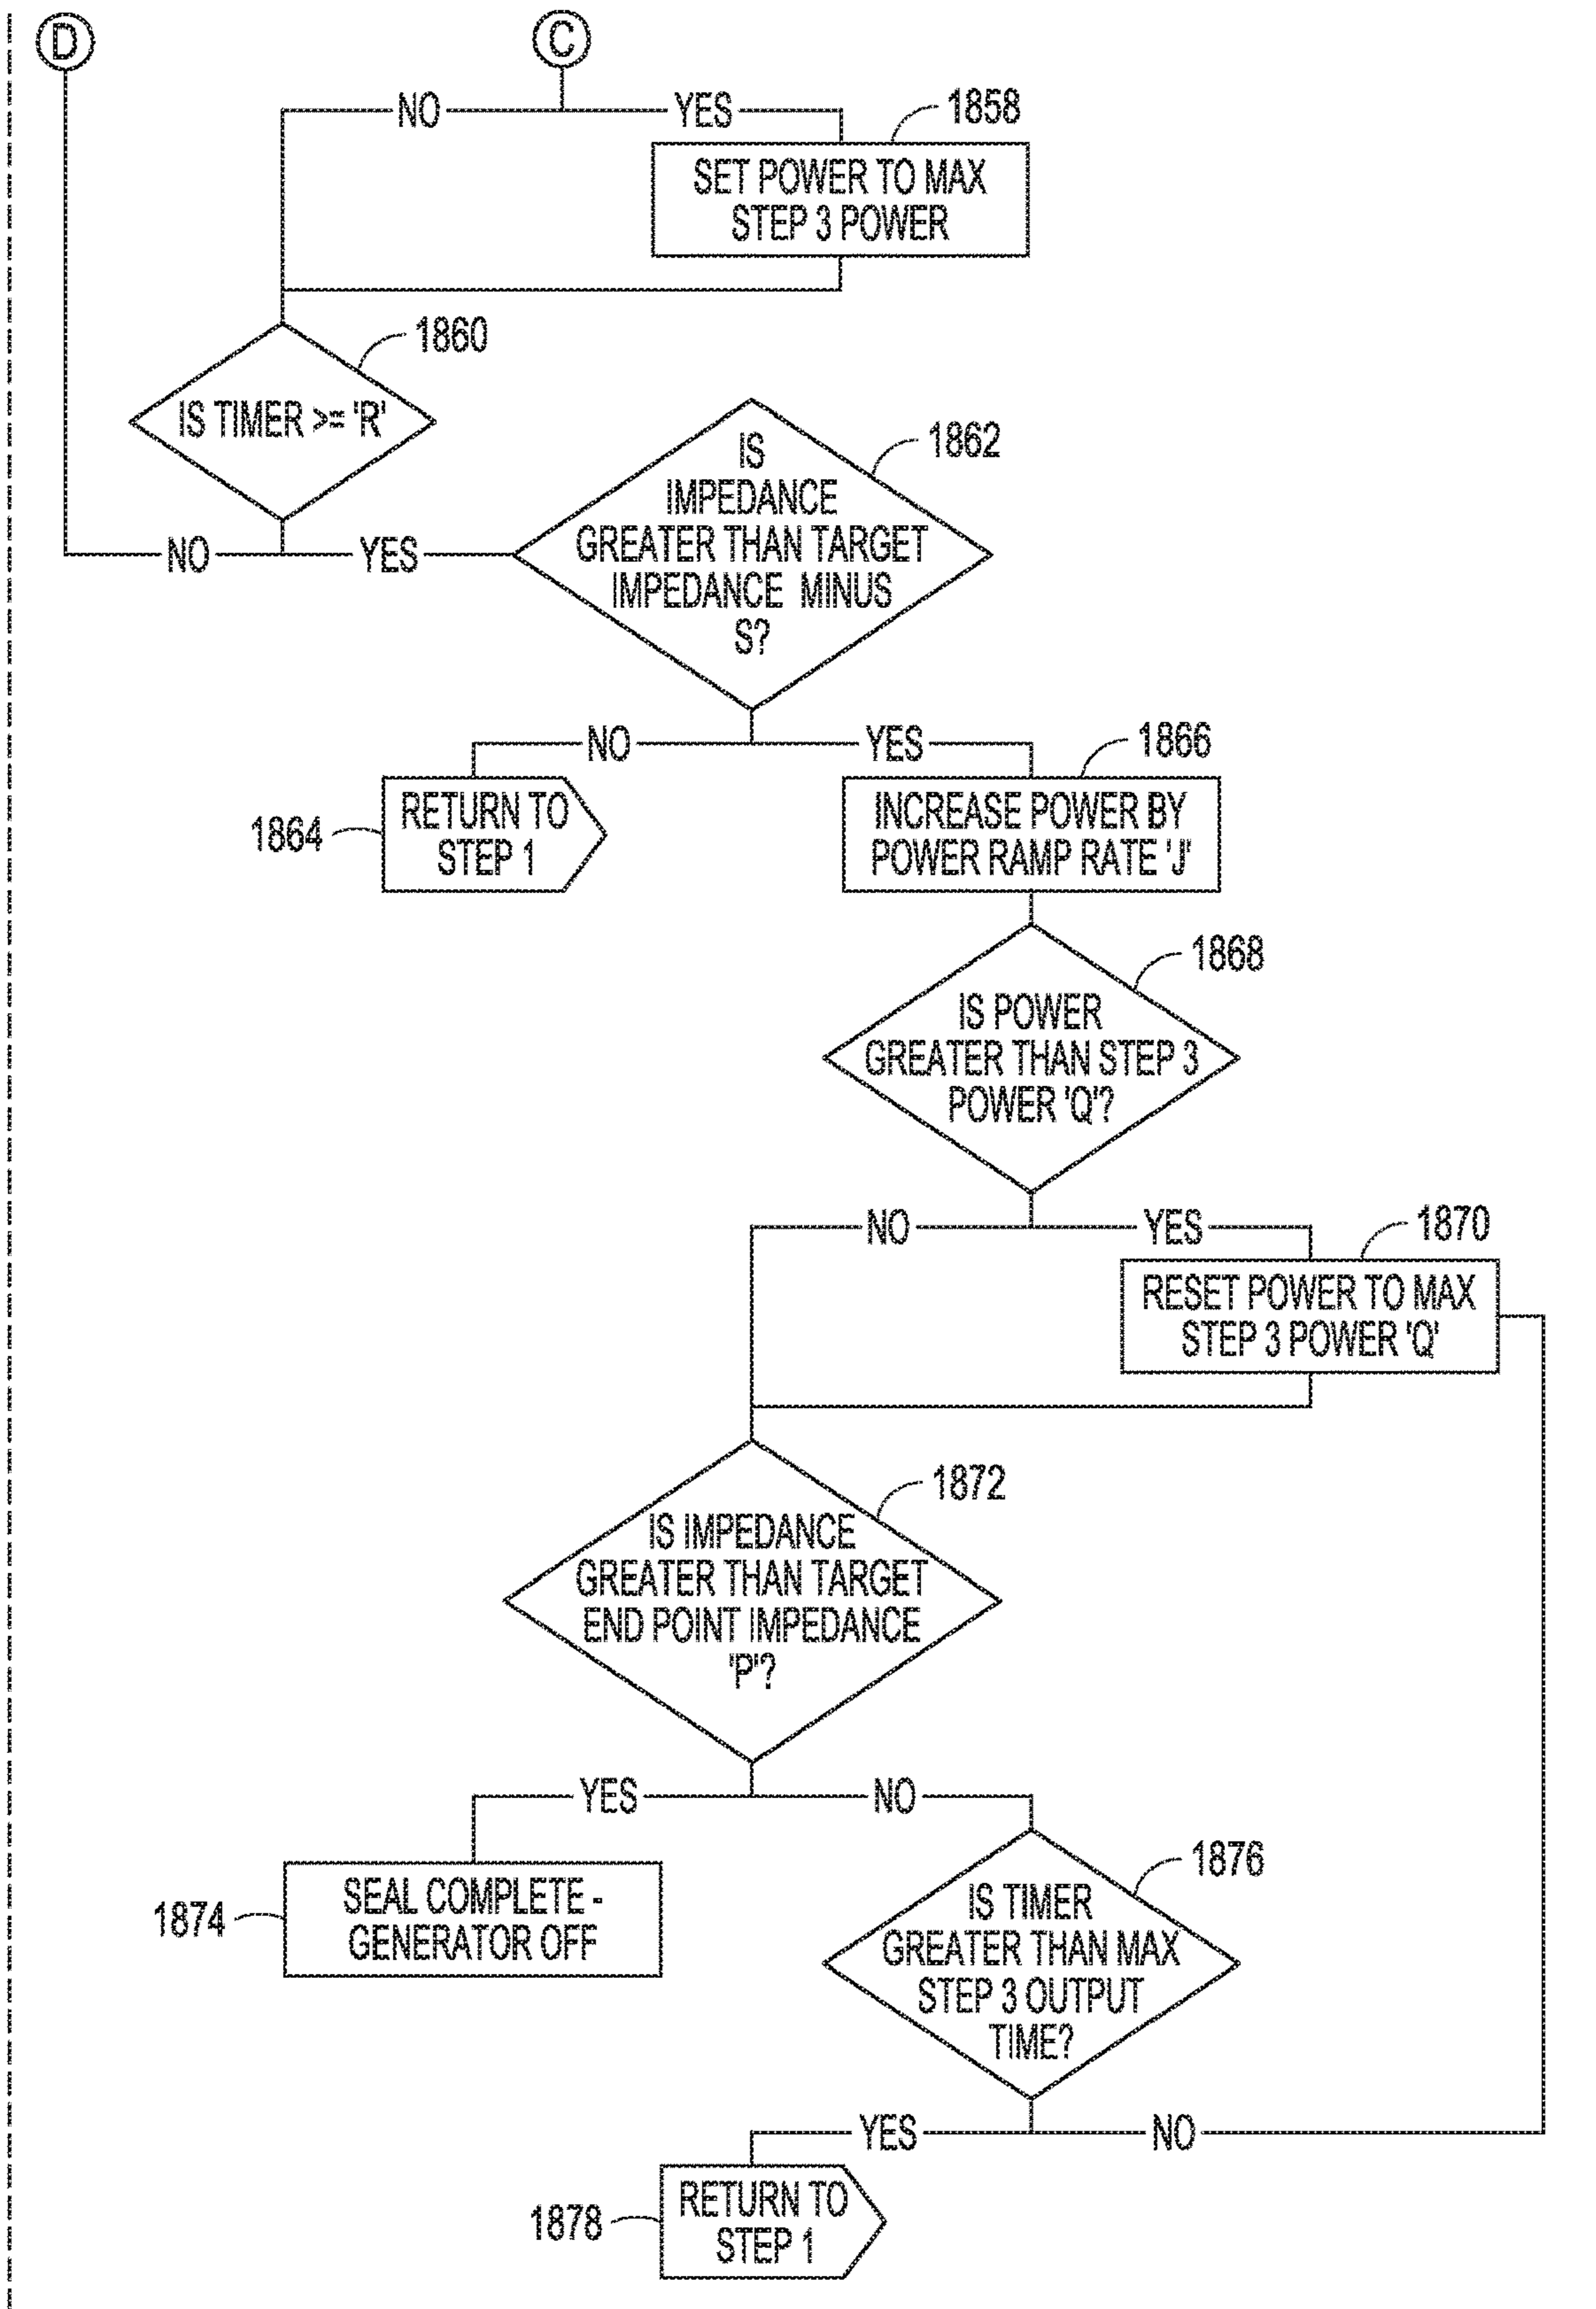 D
C
NO
YES
1858
SET POWER TO MAX
STEP 3 POWER
1860
IS TIMER >= 'R'
NO
YES
1862
IS
IMPEDANCE
GREATER THAN TARGET
IMPEDANCE MINUS
S?
NO
YES
1864
RETURN TO
STEP 1
1866
INCREASE POWER BY
POWER RAMP RATE 'J'
1868
IS POWER
GREATER THAN STEP 3
POWER 'Q'?
NO
YES
1870
RESET POWER TO MAX
STEP 3 POWER 'Q'
1872
IS IMPEDANCE
GREATER THAN TARGET
END POINT IMPEDANCE
'P'?
YES
NO
1874
SEAL COMPLETE -
GENERATOR OFF
1876
IS TIMER
GREATER THAN MAX
STEP 3 OUTPUT
TIME?
YES
NO
1878
RETURN TO
STEP 1